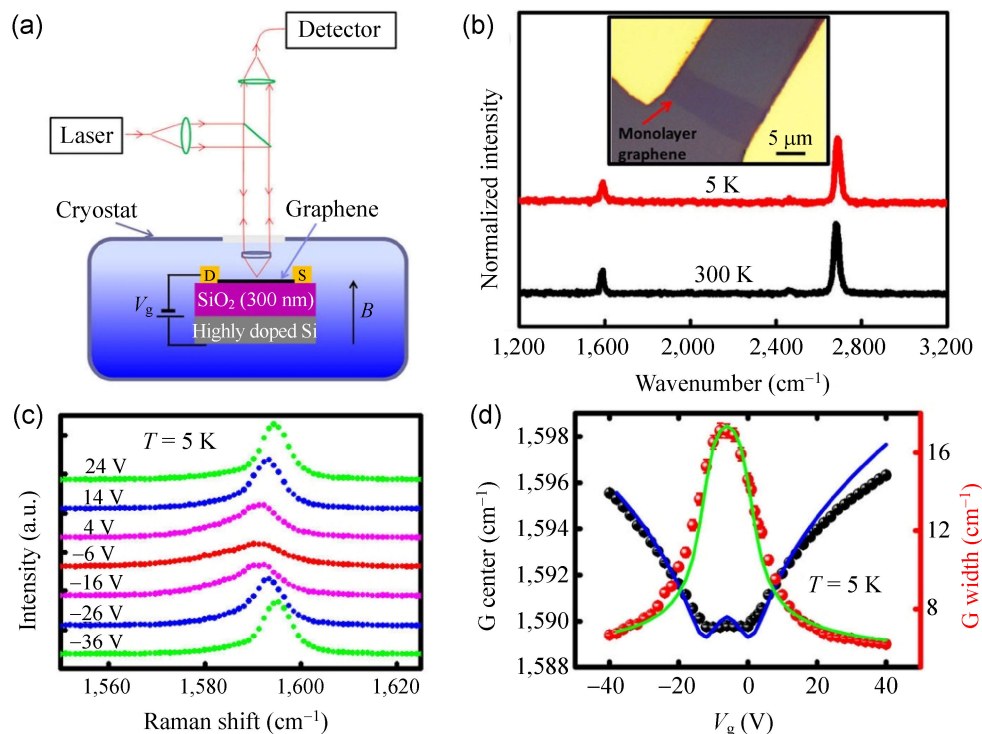 (a)
Detector
Laser
Cryostat
Graphene
D
S
Vg
SiO2 (300 nm)
B
Highly doped Si
(b)
Normalized intensity
Monolayer
graphene
5 μm
5 K
300 K
1,200 1,600 2,000 2,400 2,800 3,200
Wavenumber (cm−1)
(c)
Intensity (a.u.)
T = 5 K
24 V
14 V
4 V
−6 V
−16 V
−26 V
−36 V
1,560 1,580 1,600 1,620
Raman shift (cm−1)
(d)
G center (cm−1)
1,598
1,596
1,594
1,592
1,590
1,588
T = 5 K
16
12
8
G width (cm−1)
−40 −20 0 20 40
Vg (V)